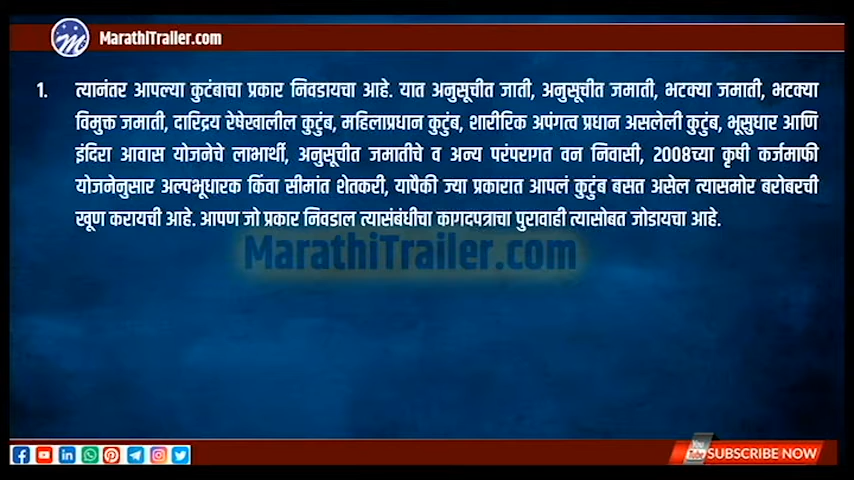 MarathiTrailer.com
1. त्यानंतर आपल्या कुटंबाचा प्रकार निवडायचा आहे. यात अनुसूचीत जाती, अनुसूचीत जमाती, भटक्या जमाती, भटक्या
विमुक्त जमाती, दारिद्रय रेषेखालील कुटुंब, महिलाप्रधान कुटुंब, शारीरिक अपंगत्व प्रधान असलेली कुटुंब, भूसुधार आणि
इंदिरा आवास योजनेचे लाभार्थी, अनुसूचीत जमातीचे व अन्य परंपरागत वन निवासी, 2008च्या कृषी कर्जमाफी
योजनेनुसार अल्पभूधारक किंवा सीमांत शेतकरी, यापैकी ज्या प्रकारात आपलं कुटुंब बसत असेल त्यासमोर बरोबरची
खूण करायची आहे. आपण जो प्रकार निवडाल त्यासंबंधीचा कागदपत्राचा पुरावाही त्यासोबत जोडायचा आहे.
MarathiTrailer.com
You Tube SUBSCRIBE NOW